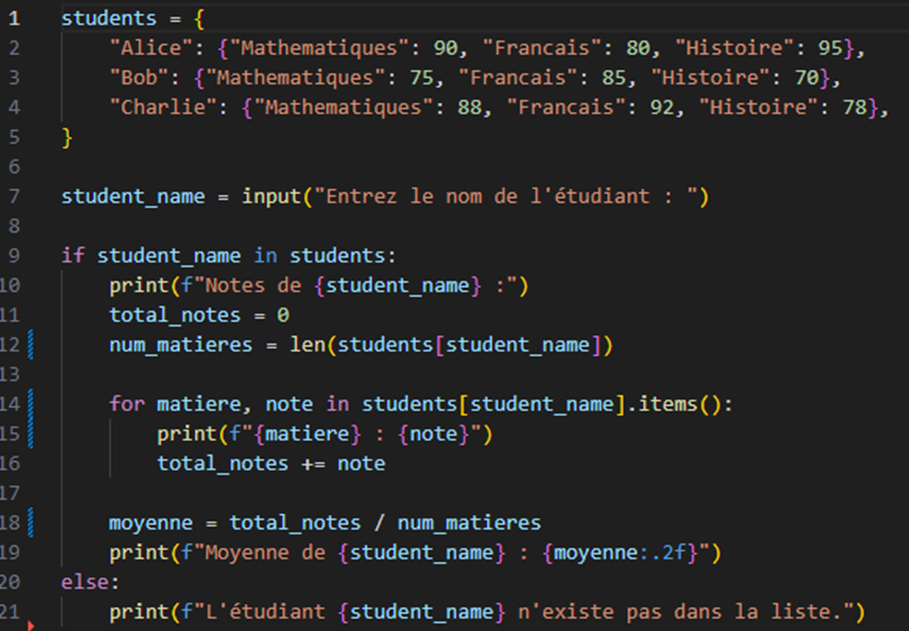 1 students = {
2     "Alice": {"Mathematiques": 90, "Francais": 80, "Histoire": 95},
3     "Bob": {"Mathematiques": 75, "Francais": 85, "Histoire": 70},
4     "Charlie": {"Mathematiques": 88, "Francais": 92, "Histoire": 78},
5 }
6
7 student_name = input("Entrez le nom de l'étudiant : ")
8
9 if student_name in students:
10     print(f"Notes de {student_name} :")
11     total_notes = 0
12     num_matieres = len(students[student_name])
13
14     for matiere, note in students[student_name].items():
15         print(f"{matiere} : {note}")
16         total_notes += note
17
18     moyenne = total_notes / num_matieres
19     print(f"Moyenne de {student_name} : {moyenne:.2f}")
20 else:
21     print(f"L'étudiant {student_name} n'existe pas dans la liste.")